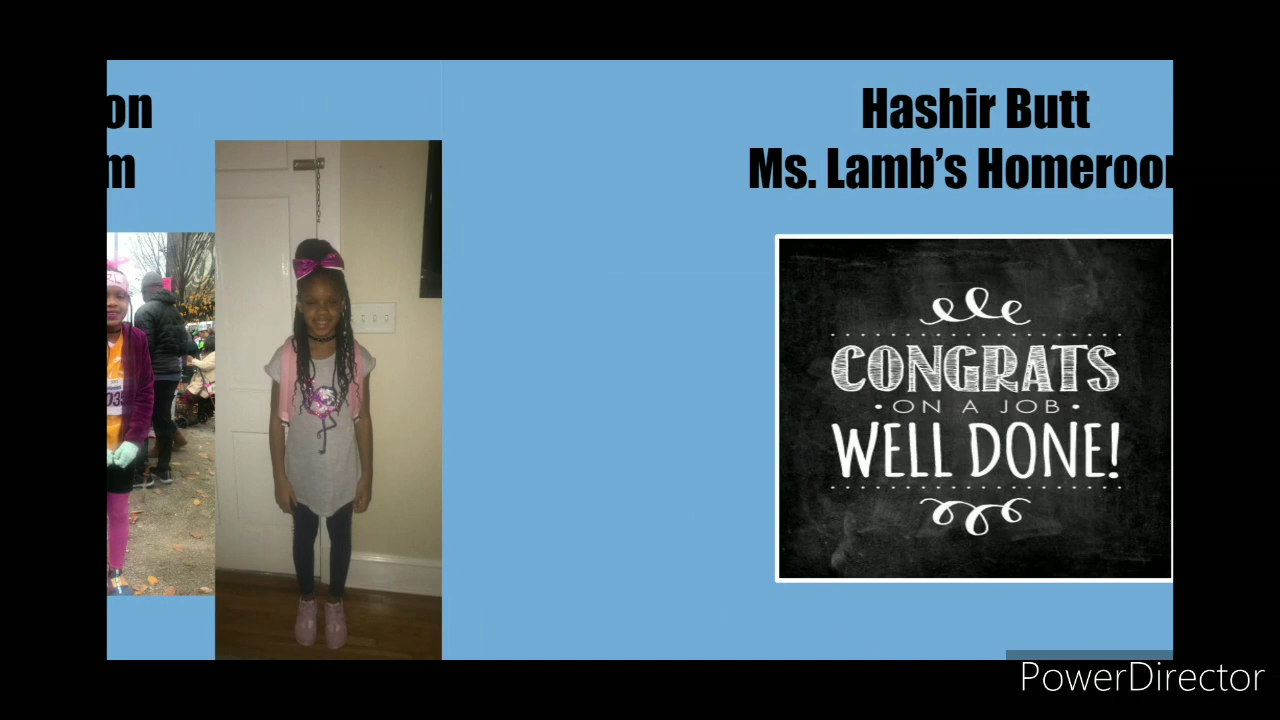 on
m
Hashir Butt
Ms. Lamb's Homeroo
CONGRATS
•ON A JOB•
WELL DONE!
PowerDirector